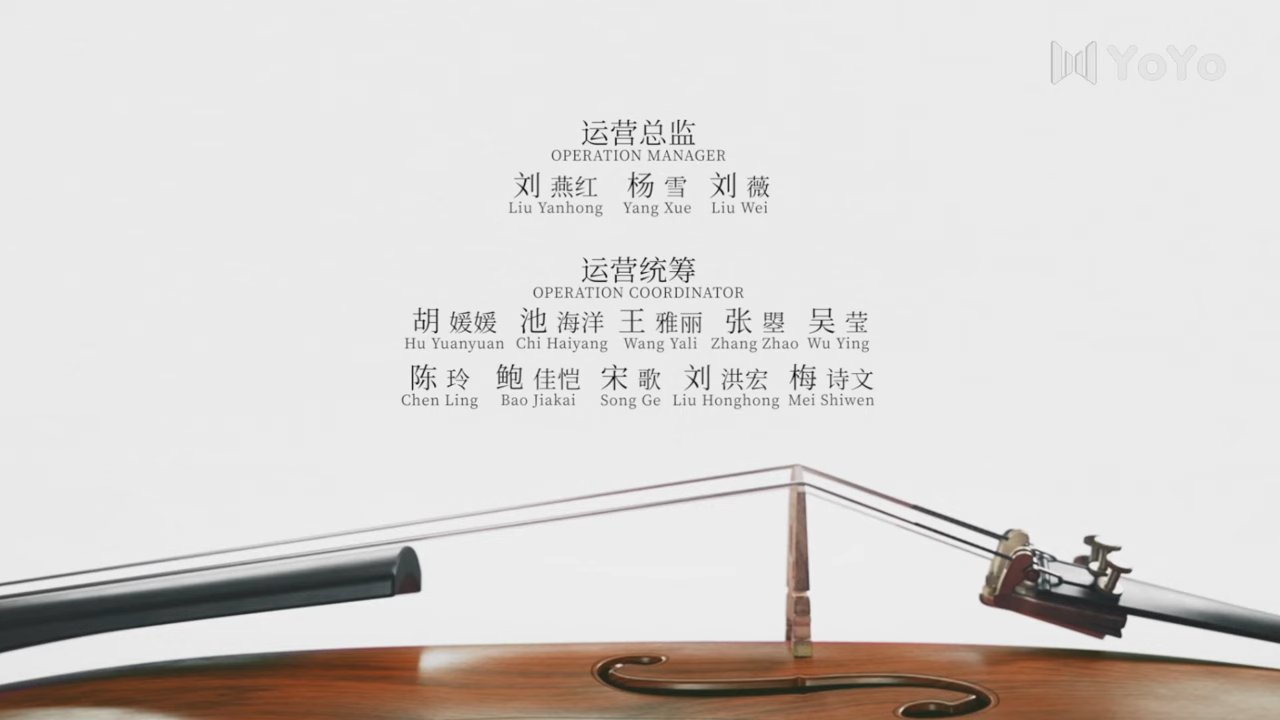 YoYo
运营总监
OPERATION MANAGER
刘 燕红 杨 雪 刘 薇
Liu Yanhong Yang Xue Liu Wei
运营统筹
OPERATION COORDINATOR
胡 媛媛 池 海洋 王 雅丽 张 曌 吴 莹
Hu Yuanyuan Chi Haiyang Wang Yali Zhang Zhao Wu Ying
陈 玲 鲍 佳恺 宋 歌 刘 洪宏 梅 诗文
Chen Ling Bao Jiakai Song Ge Liu Honghong Mei Shiwen